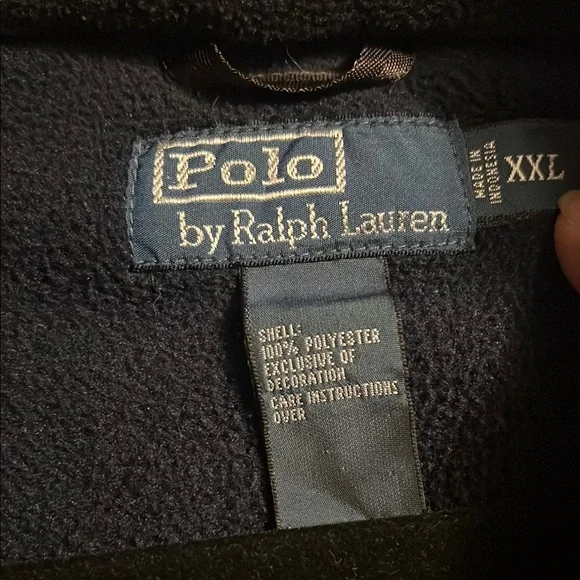 Polo
by Ralph Lauren
MADE IN
INDONESIA
XXL
SHELL:
100% POLYESTER
EXCLUSIVE OF
DECORATION
CARE INSTRUCTIONS
OVER